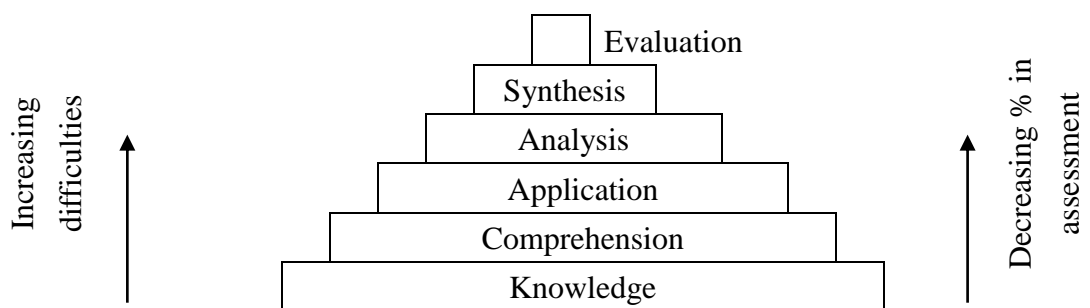 Evaluation
Synthesis
Analysis
Application
Comprehension
Knowledge
Increasing
difficulties
Decreasing % in
assessment